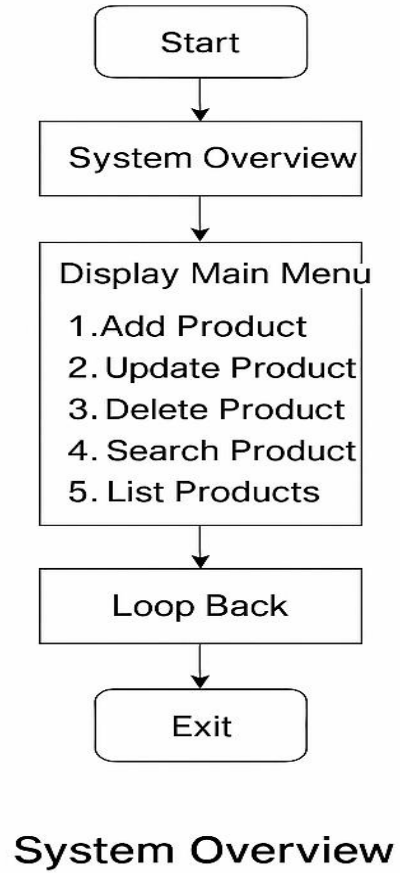 Start
System Overview
Display Main Menu
1.Add Product
2. Update Product
3. Delete Product
4. Search Product
5. List Products
Loop Back
Exit
System Overview